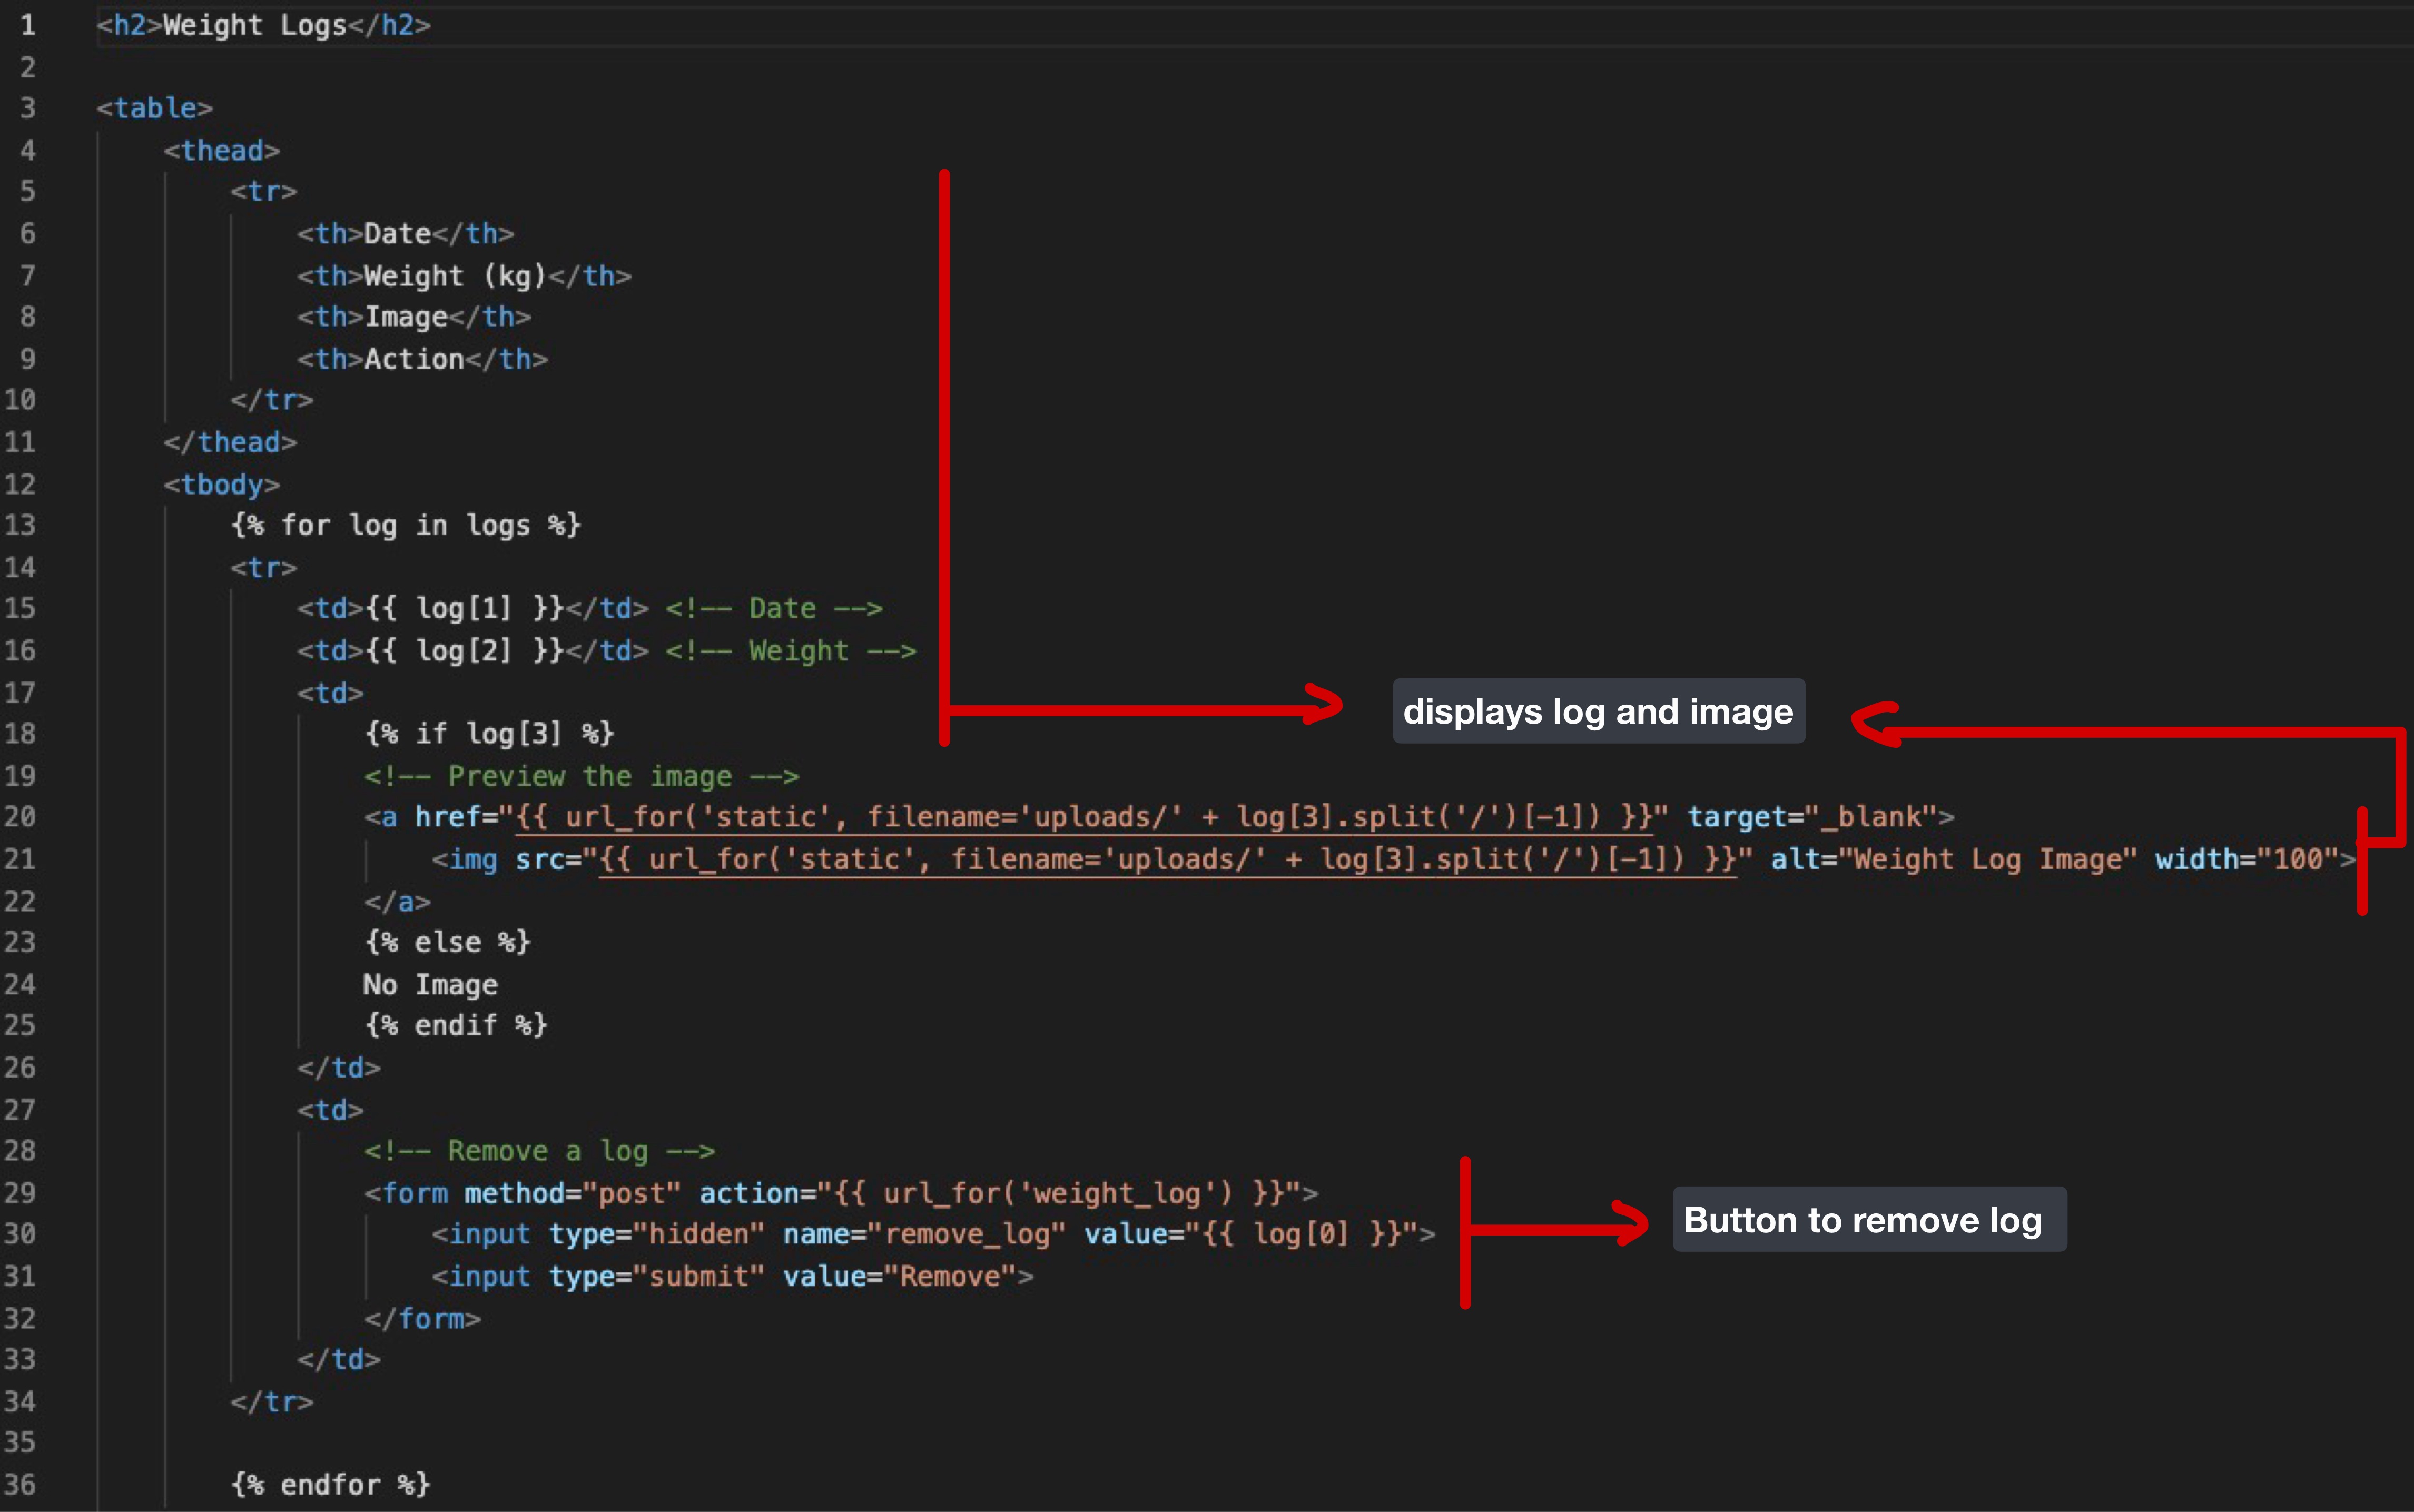 1 <h2>Weight Logs</h2>
2
3 <table>
4 <thead>
5 <tr>
6 <th>Date</th>
7 <th>Weight (kg)</th>
8 <th>Image</th>
9 <th>Action</th>
10 </tr>
11 </thead>
12 <tbody>
13 {% for log in logs %}
14 <tr>
15 <td>{{ log[1] }}</td> <!-- Date -->
16 <td>{{ log[2] }}</td> <!-- Weight -->
17 <td>
displays log and image
18 {% if log[3] %}
19 <!-- Preview the image -->
20 <a href="{{ url_for('static', filename='uploads/' + log[3].split('/')[-1]) }}" target="_blank">
21 <img src="{{ url_for('static', filename='uploads/' + log[3].split('/')[-1]) }}" alt="Weight Log Image" width="100">
22 </a>
23 {% else %}
24 No Image
25 {% endif %}
26 </td>
27 <td>
28 <!-- Remove a log -->
29 <form method="post" action="{{ url_for('weight_log') }}">
Button to remove log
30 <input type="hidden" name="remove_log" value="{{ log[0] }}">
31 <input type="submit" value="Remove">
32 </form>
33 </td>
34 </tr>
35
36 {% endfor %}